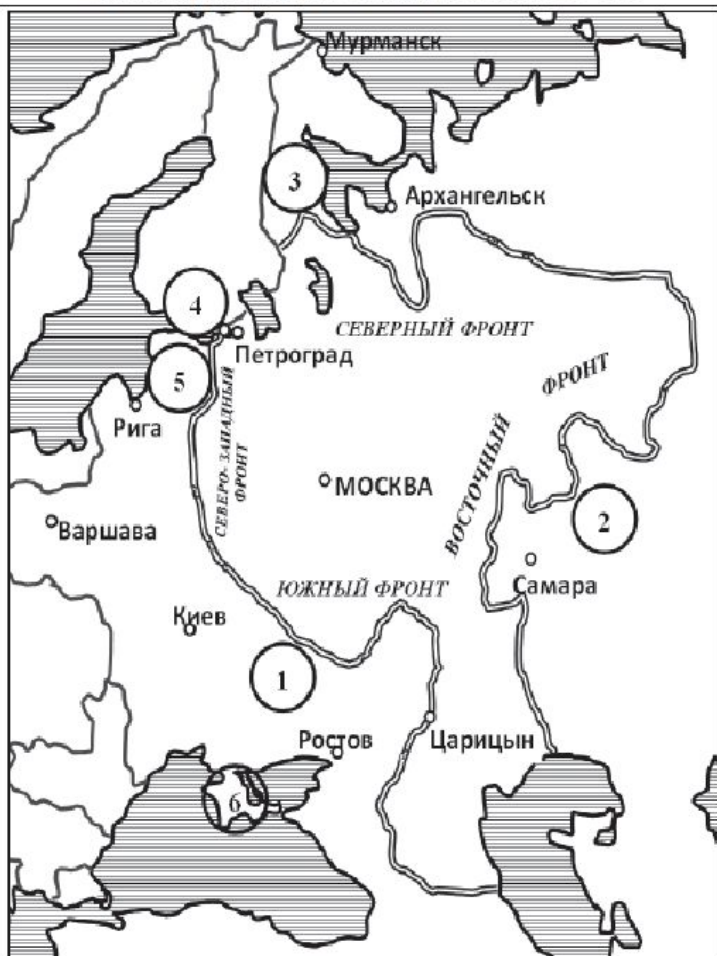 Мурманск
3
Архангельск
4
СЕВЕРНЫЙ ФРОНТ
Петроград
5
ФРОНТ
Рига
СЕВЕРО-ЗАПАДНЫЙ
ФРОНТ
ВОСТОЧНЫЙ
МОСКВА
2
Варшава
Самара
ЮЖНЫЙ ФРОНТ
Киев
1
Ростов
Царицын
6